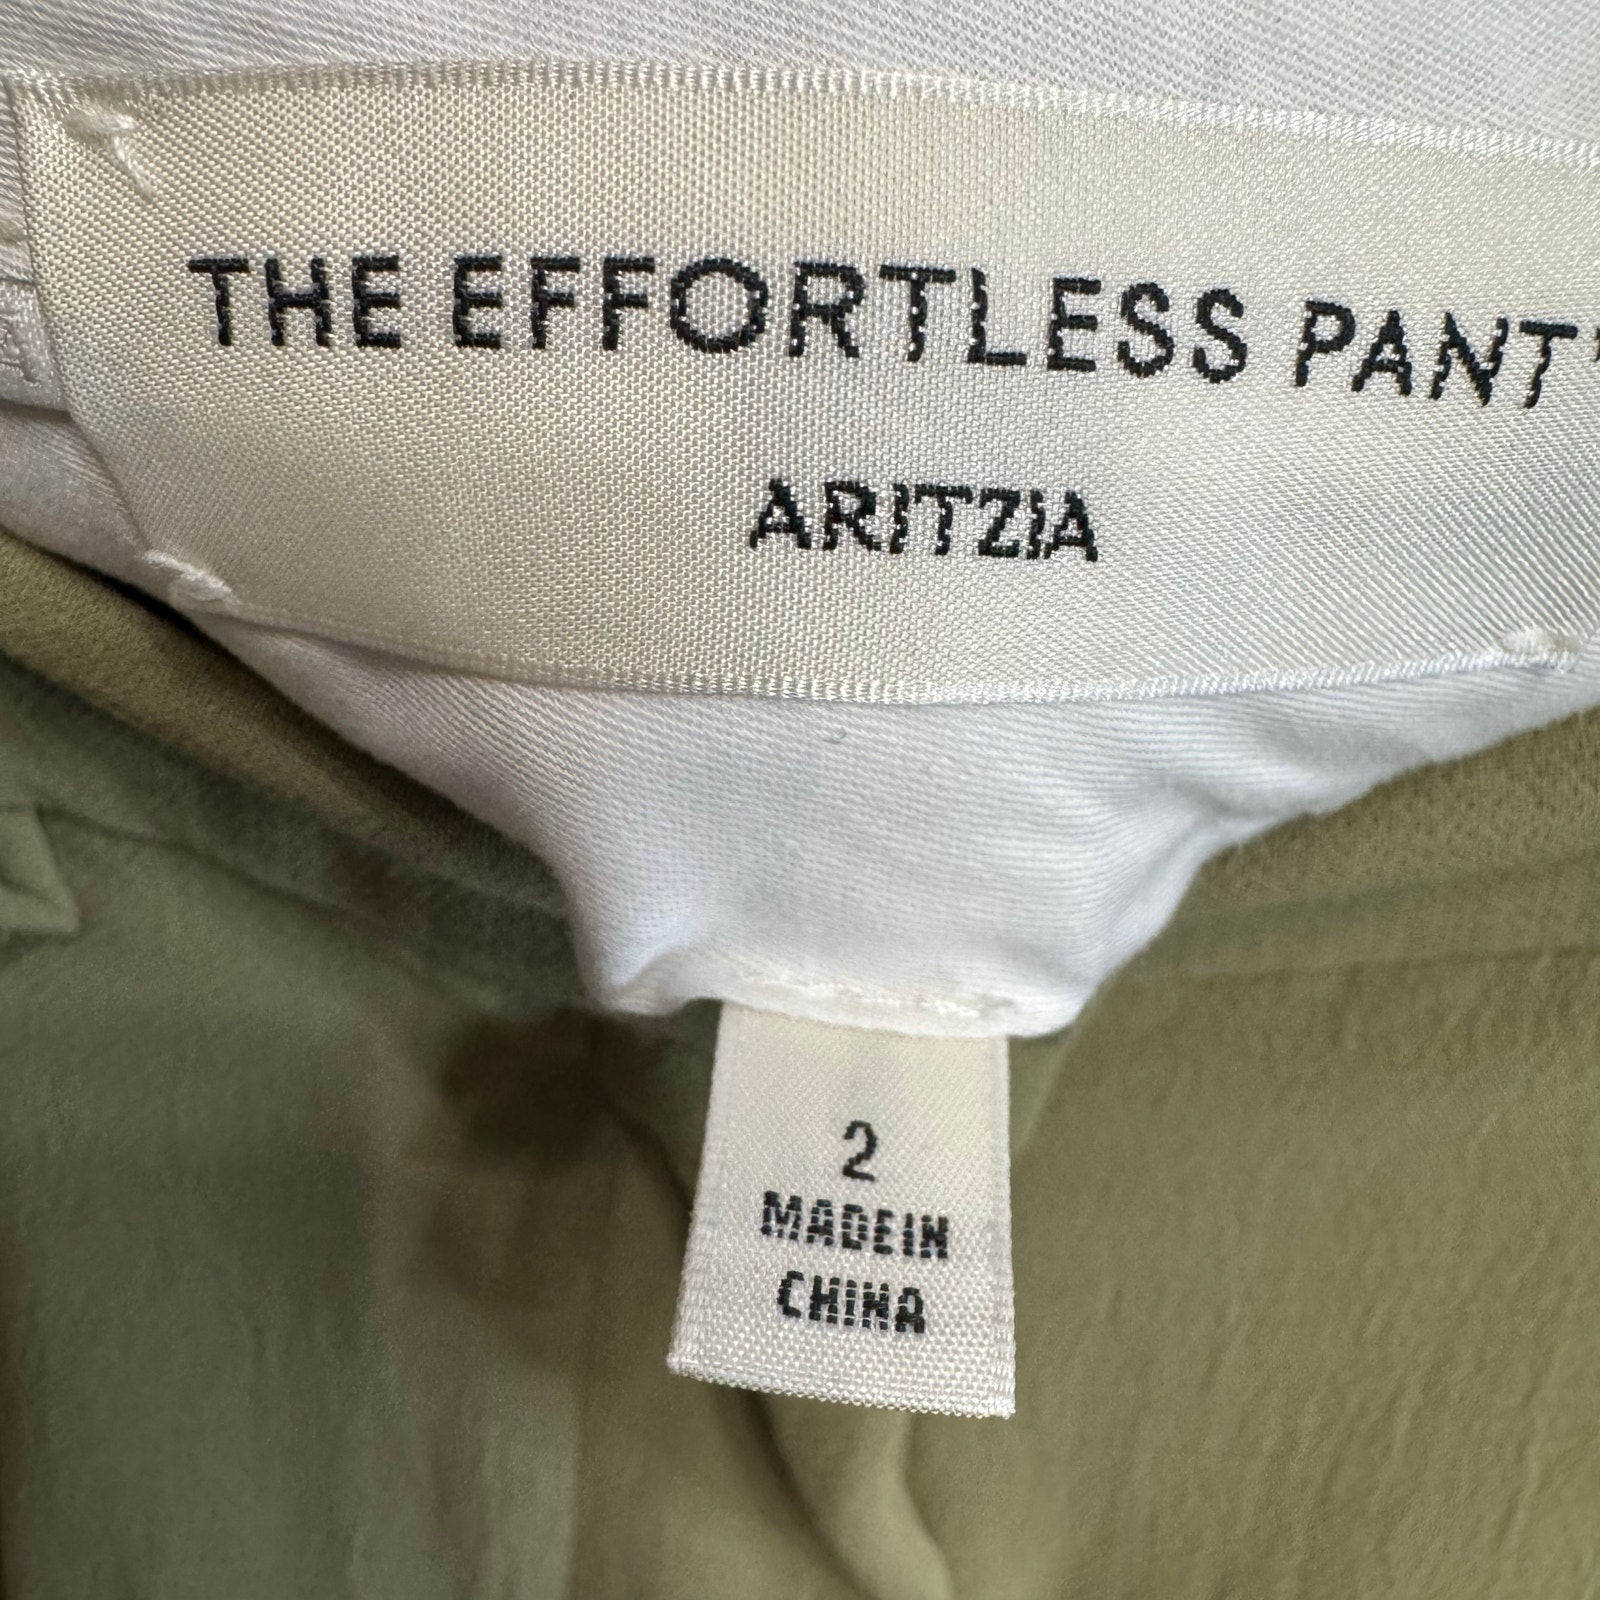 THE EFFORTLESS PANT
ARITZIA
2
MADE IN
CHINA